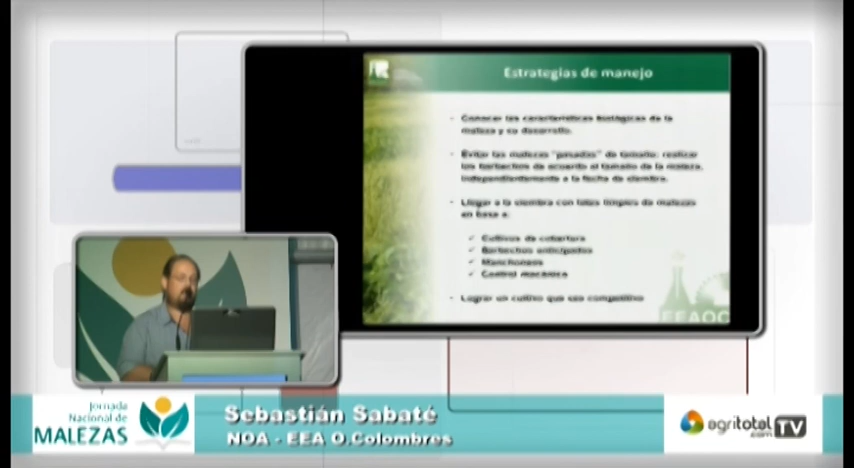 Estrategias de manejo
- Conocer las características biológicas de la
maleza y su desarrollo.
- Evitar las malezas "pasadas" de tamaño: realizar
los barbechos de acuerdo al tamaño de la maleza,
independientemente a la fecha de siembra.
- Llegar a la siembra con lotes limpios de malezas
en base a:
✓ Cultivos de cobertura
✓ Barbechos anticipados
✓ Manchoneos
✓ Control mecánico
- Lograr un cultivo que sea competitivo
EEAOC
Jornada
Nacional de
MALEZAS
Sebastián Sabaté
NOA - EEA O.Colombres
agritotal
.com
TV